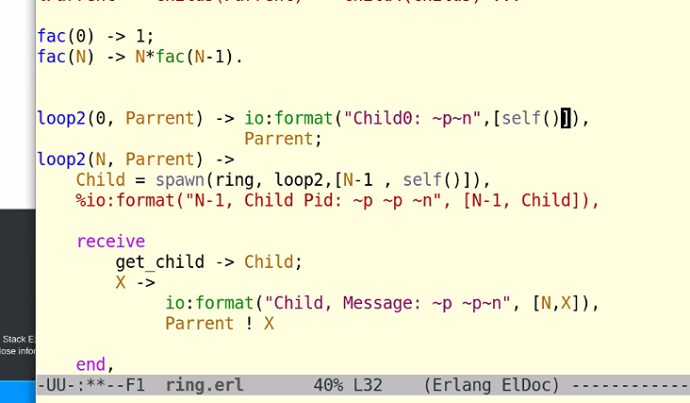 fac(0) -> 1;
fac(N) -> N*fac(N-1).
loop2(0, Parrent) -> io:format("Child0: ~p~n",[self()]),
Parrent;
loop2(N, Parrent) ->
Child = spawn(ring, loop2,[N-1 , self()]),
%io:format("N-1, Child Pid: ~p ~p ~n", [N-1, Child]),
receive
get_child -> Child;
X ->
io:format("Child, Message: ~p ~p~n", [N,X]),
Parrent ! X
end,
Stack E
lose infor
-UU-:**--F1 ring.erl 40% L32 (Erlang ElDoc) ------------